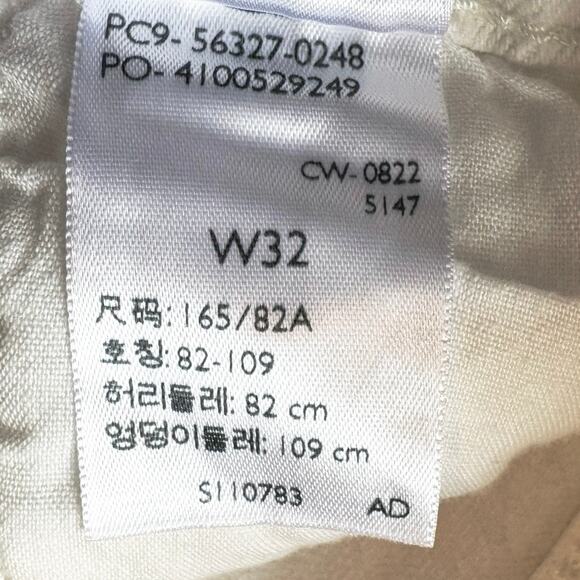 PC9-56327-0248
PO-4100529249
CW-0822
5147
W32
尺码: 165/82A
호칭: 82-109
허리둘레: 82 cm
엉덩이둘레: 109 cm
S110783 AD